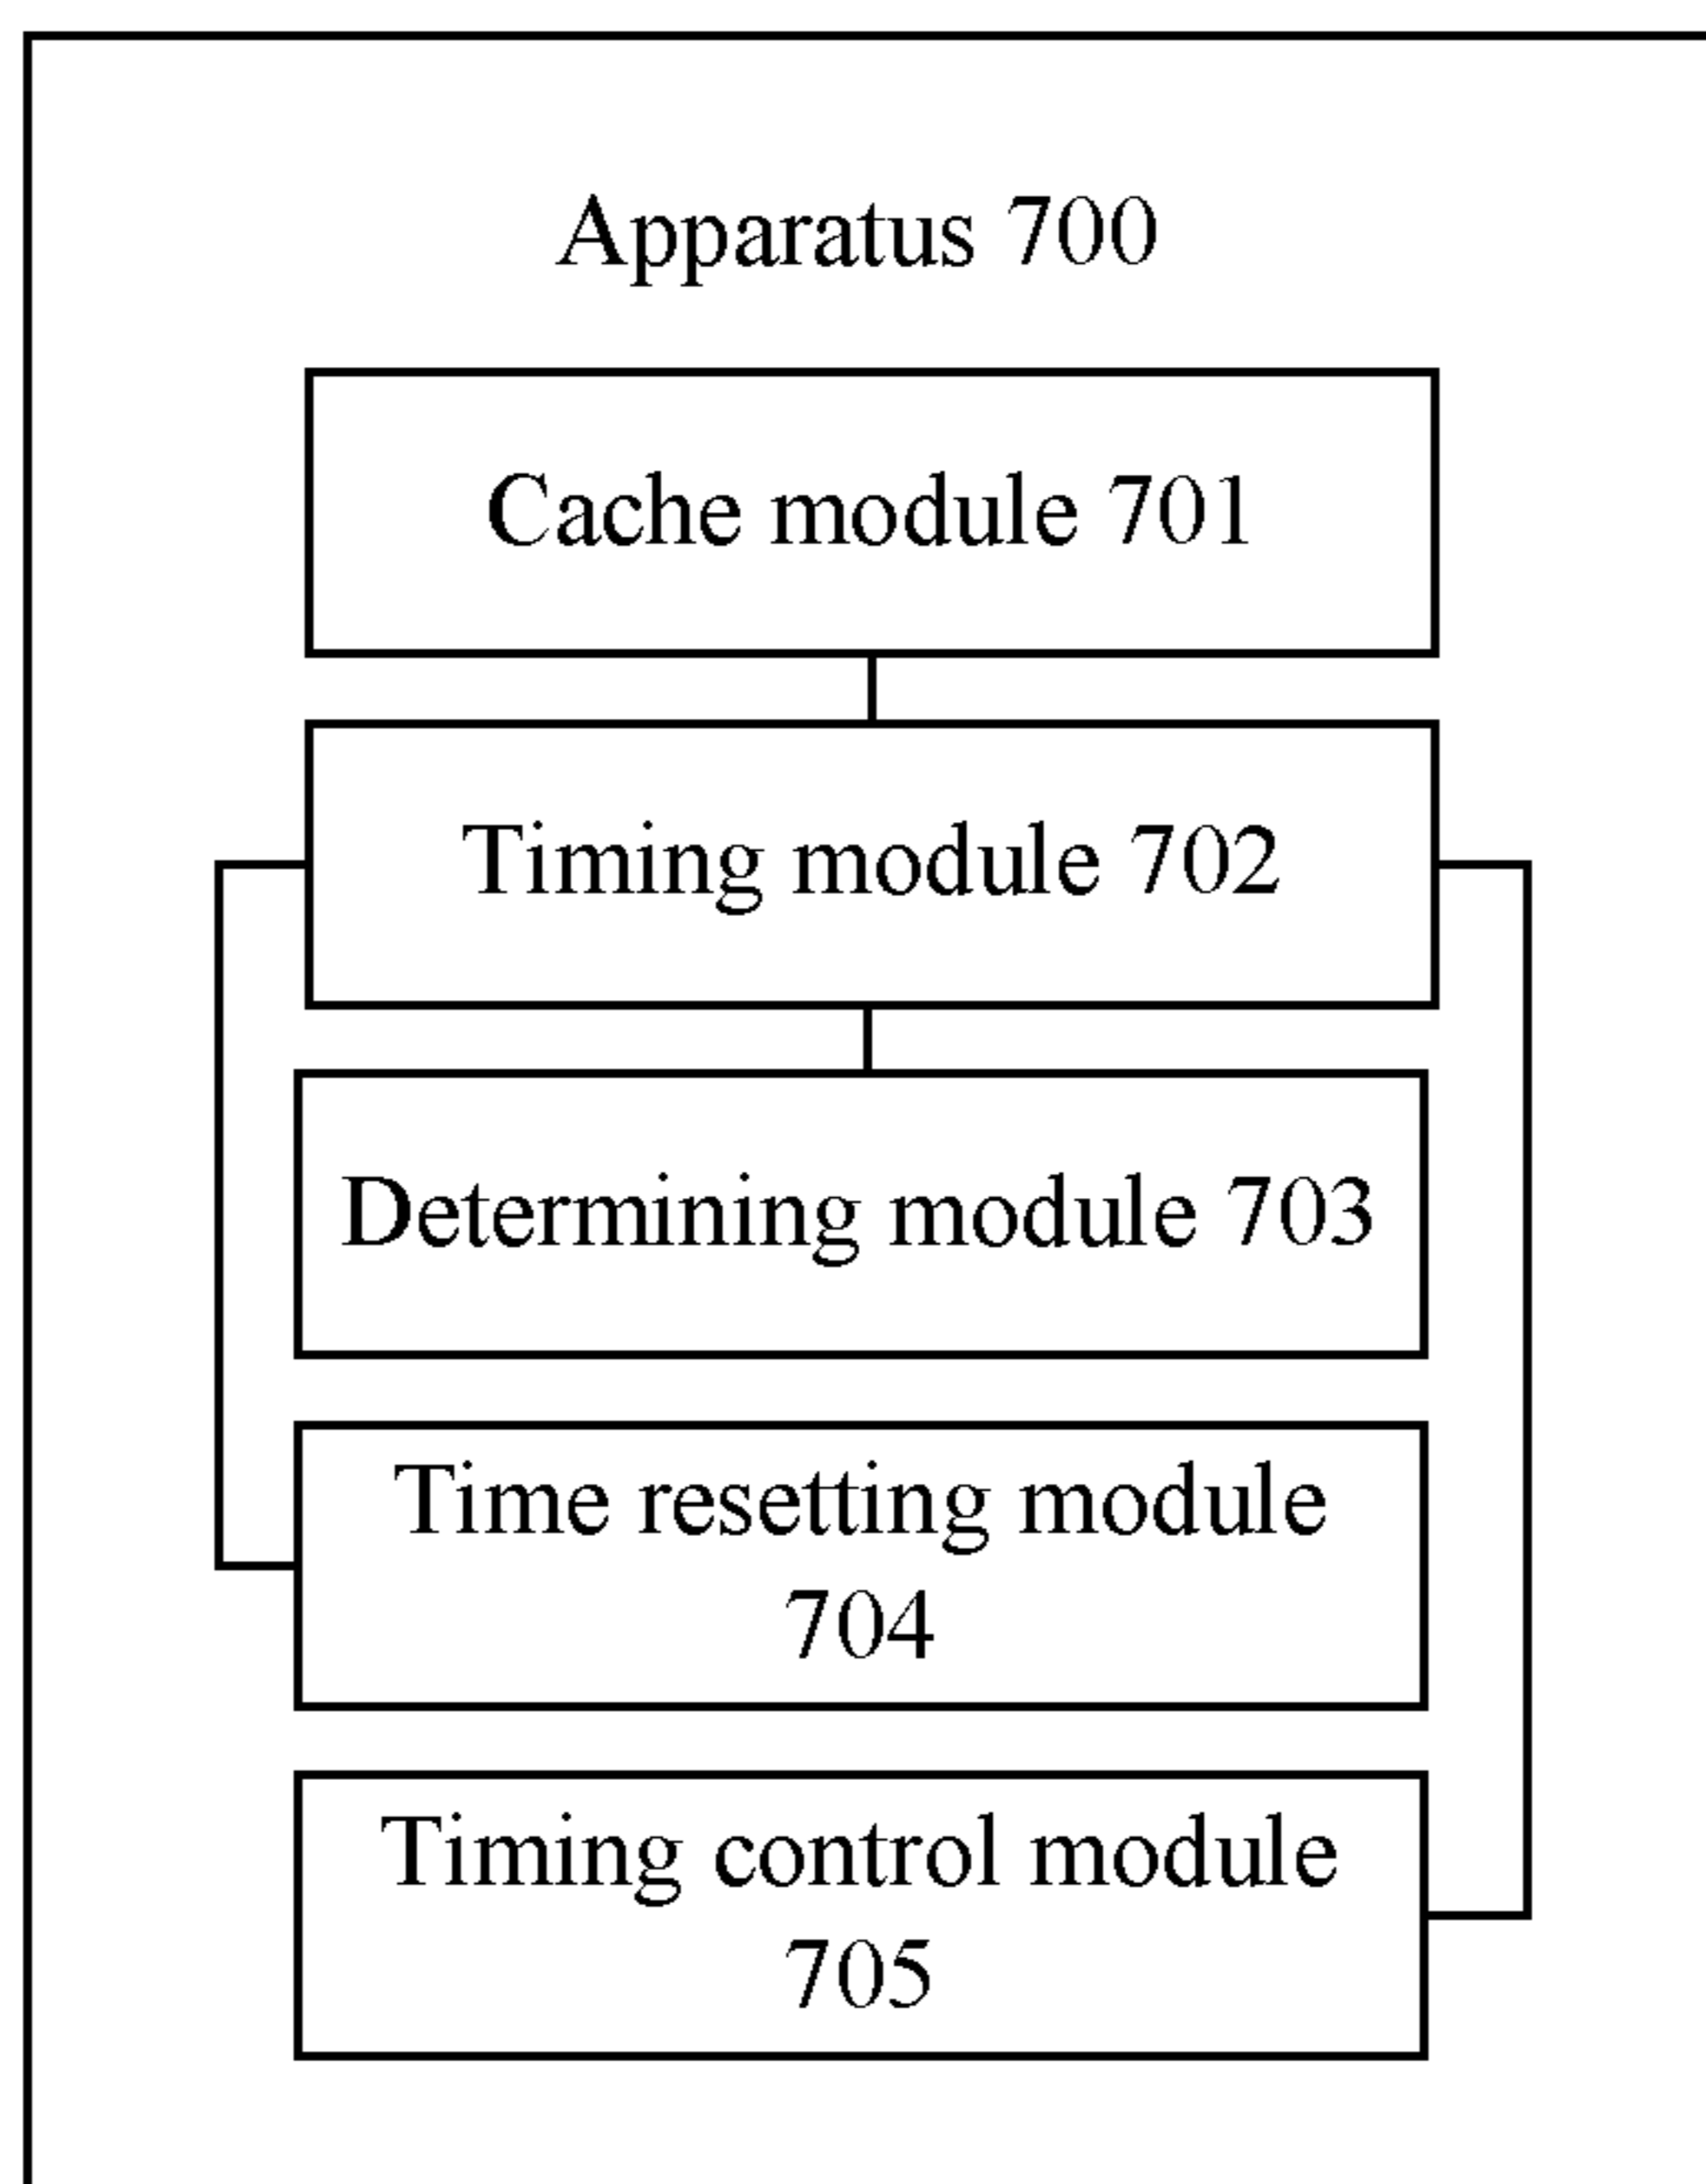 Apparatus 700
Cache module 701
Timing module 702
Determining module 703
Time resetting module
704
Timing control module
705